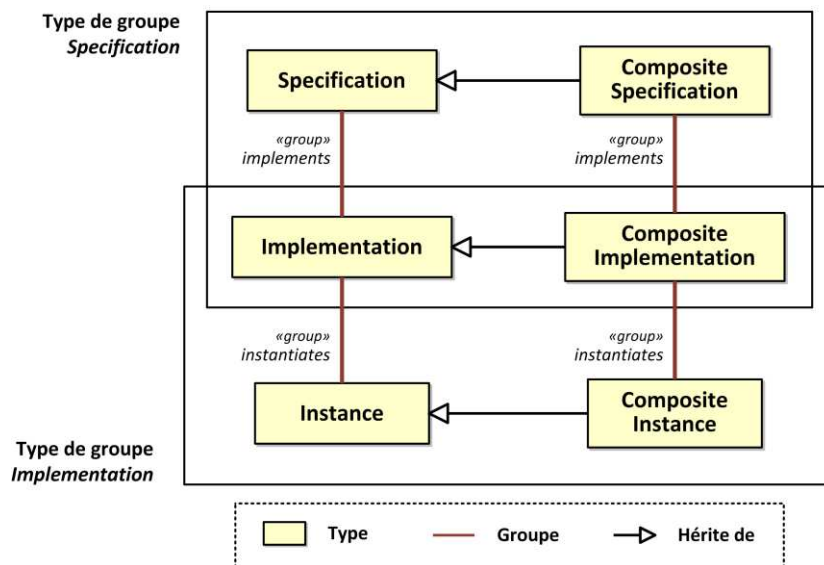 Type de groupe
Specification
Specification
Composite
Specification
«group»
implements
«group»
implements
Implementation
Composite
Implementation
«group»
instantiates
«group»
instantiates
Instance
Composite
Instance
Type de groupe
Implementation
Type
Groupe
Hérite de